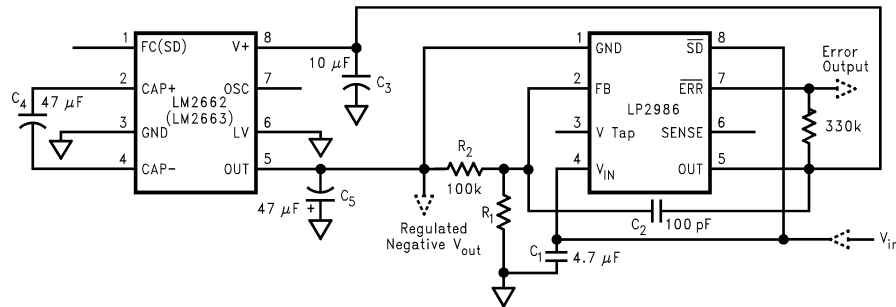 1 FC(SD) V+ 8
2 CAP+ OSC 7
LM2662
(LM2663)
3 GND LV 6
4 CAP- OUT 5
C4 47 μF
10 μF C3
47 μF + C5
Regulated
Negative Vout
R2
100k
R1
1 GND SD 8
2 FB ERR 7
LP2986
3 V Tap SENSE 6
4 VIN OUT 5
Error
Output
330k
C2 100 pF
C1 4.7 μF
Vin